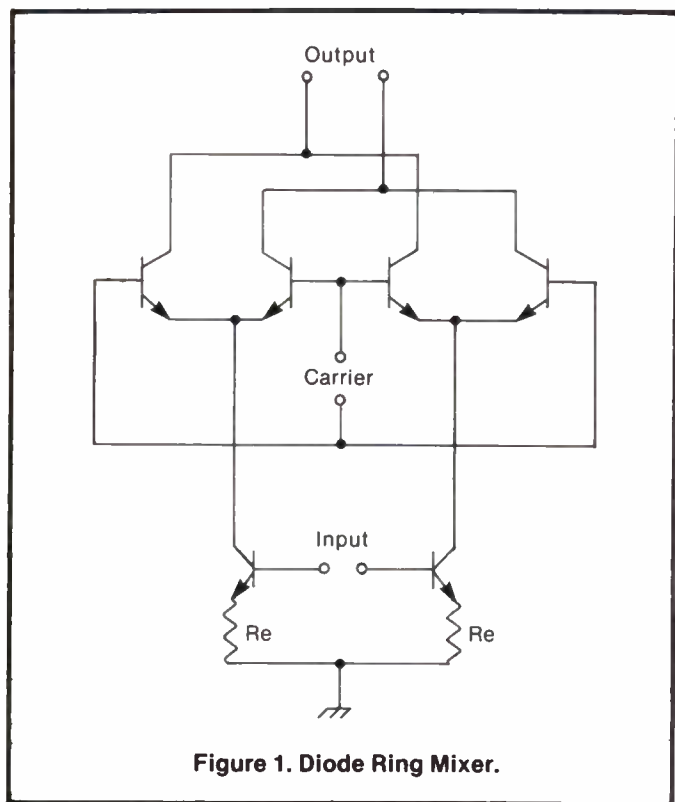 Output
Carrier
Input
Re Re
Figure 1. Diode Ring Mixer.